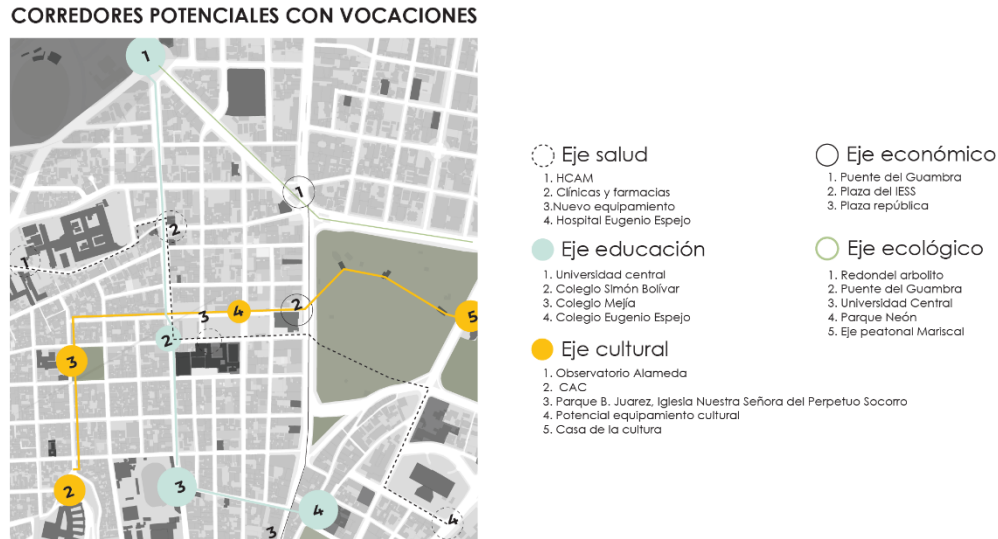 CORREDORES POTENCIALES CON VOCACIONES
1
1
2
1
2
3
4
2
5
3
2
2
3
4
4
3
Eje salud
1. HCAM
2. Clínicas y farmacias
3.Nuevo equipamiento
4. Hospital Eugenio Espejo
Eje educación
1. Universidad central
2. Colegio Simón Bolívar
3. Colegio Mejía
4. Colegio Eugenio Espejo
Eje cultural
1. Observatorio Alameda
2. CAC
3. Parque B. Juarez, Iglesia Nuestra Señora del Perpetuo Socorro
4. Potencial equipamiento cultural
5. Casa de la cultura
Eje económico
1. Puente del Guambra
2. Plaza del IESS
3. Plaza república
Eje ecológico
1. Redondel arbolito
2. Puente del Guambra
3. Universidad Central
4. Parque Neón
5. Eje peatonal Mariscal